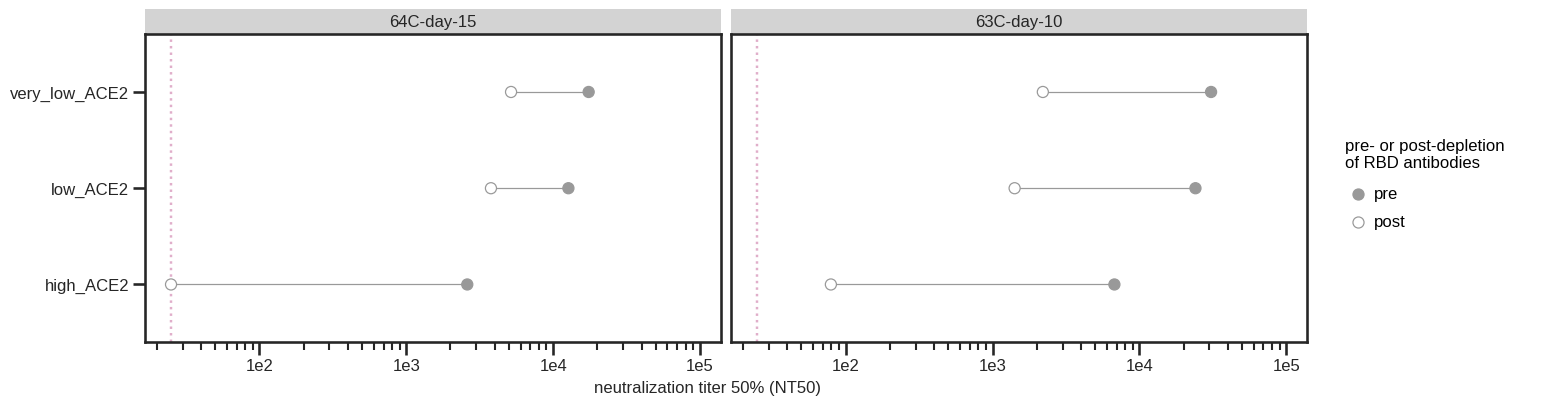 64C-day-15
63C-day-10
very_low_ACE2
low_ACE2
high_ACE2
1e2
1e3
1e4
1e5
1e2
1e3
1e4
1e5
neutralization titer 50% (NT50)
pre- or post-depletion
of RBD antibodies
pre
post